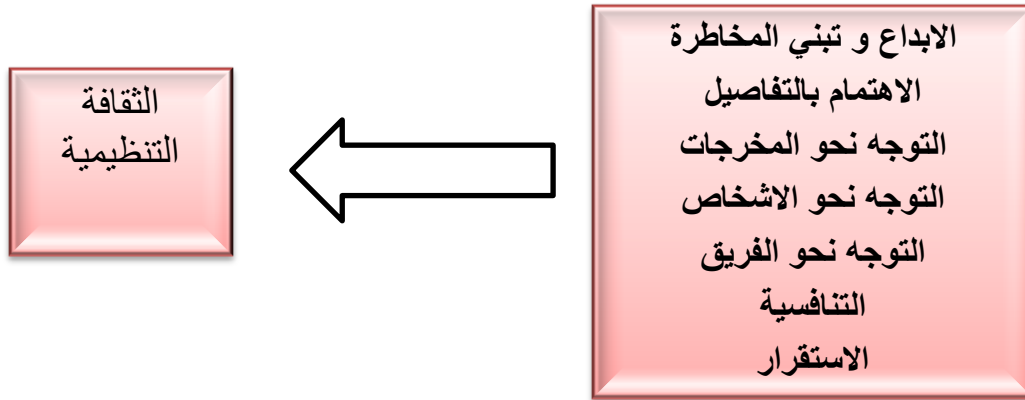 الابداع و تبني المخاطرة
الاهتمام بالتفاصيل
التوجه نحو المخرجات
التوجه نحو الاشخاص
التوجه نحو الفريق
التنافسية
الاستقرار
الثقافة
التنظيمية